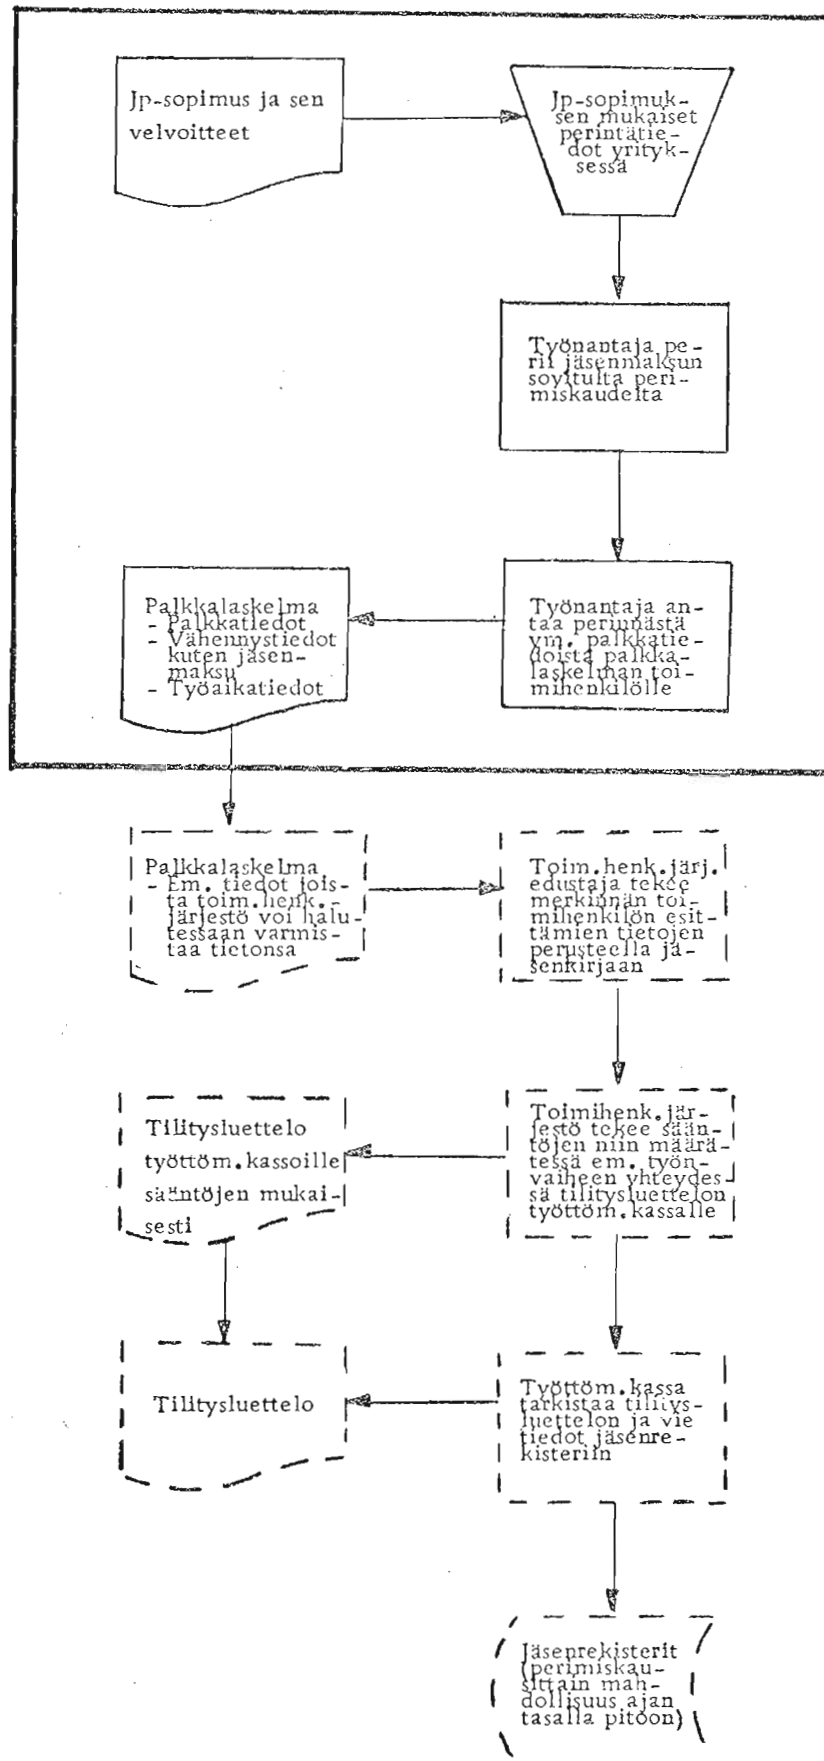 Jp-sopimus ja sen
velvoitteet
Jp-sopimuk-
sen mukaiset
perintätie-
dot yrityk-
sessä
Työnantaja pe-
rii jäsenmaksun
sovitulta peri-
miskaudelta
Palkkalaskelma
- Palkkatiedot
- Vähennystiedot
kuten jäsen-
maksu
- Työaikatiedot
Työnantaja an-
taa perinnästä
ym. palkkatie-
doista palkka-
laskelman toi-
mihenkilölle
Palkkalaskelma
- Em. tiedot jois-
ta toim.henk.-
järjestö voi halu-
tessaan varmis-
taa tietonsa
Toim.henk.järj.
edustaja tekee
merkinnän toi-
mihenkilön esit-
tämien tietojen
perusteella jä-
senkirjaan
Tilitysluettelo
työttöm.kassoille
sääntöjen mukai-
sesti
Toimihenk.jär-
jestö tekee sään-
töjen niin määrä-
tessä em. työn-
vaiheen yhteydes-
sä tilitysluettelon
työttöm.kassalle
Tilitysluettelo
Työttöm.kassa
tarkistaa tilitys-
luettelon ja vie
tiedot jäsenre-
kisteriin
Jäsenrekisterit
(perimiskau-
sittain mah-
dollisuus ajan
tasalla pitoon)